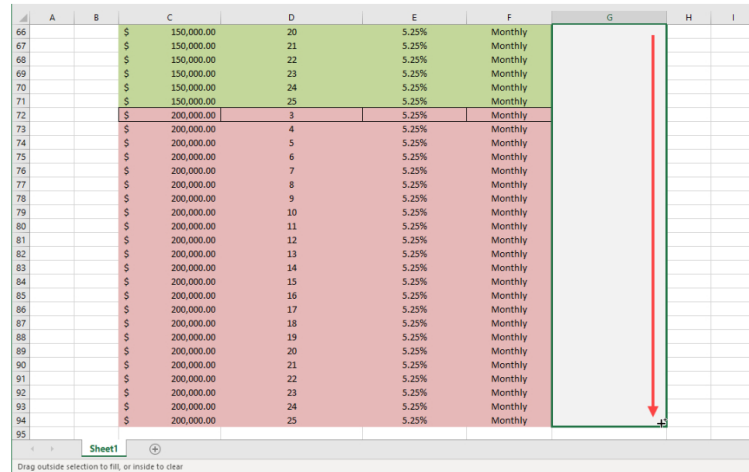 A B C D E F G H I
66 $ 150,000.00 20 5.25% Monthly
67 $ 150,000.00 21 5.25% Monthly
68 $ 150,000.00 22 5.25% Monthly
69 $ 150,000.00 23 5.25% Monthly
70 $ 150,000.00 24 5.25% Monthly
71 $ 150,000.00 25 5.25% Monthly
72 $ 200,000.00 3 5.25% Monthly
73 $ 200,000.00 4 5.25% Monthly
74 $ 200,000.00 5 5.25% Monthly
75 $ 200,000.00 6 5.25% Monthly
76 $ 200,000.00 7 5.25% Monthly
77 $ 200,000.00 8 5.25% Monthly
78 $ 200,000.00 9 5.25% Monthly
79 $ 200,000.00 10 5.25% Monthly
80 $ 200,000.00 11 5.25% Monthly
81 $ 200,000.00 12 5.25% Monthly
82 $ 200,000.00 13 5.25% Monthly
83 $ 200,000.00 14 5.25% Monthly
84 $ 200,000.00 15 5.25% Monthly
85 $ 200,000.00 16 5.25% Monthly
86 $ 200,000.00 17 5.25% Monthly
87 $ 200,000.00 18 5.25% Monthly
88 $ 200,000.00 19 5.25% Monthly
89 $ 200,000.00 20 5.25% Monthly
90 $ 200,000.00 21 5.25% Monthly
91 $ 200,000.00 22 5.25% Monthly
92 $ 200,000.00 23 5.25% Monthly
93 $ 200,000.00 24 5.25% Monthly
94 $ 200,000.00 25 5.25% Monthly
95
Sheet1
Drag outside selection to fill, or inside to clear